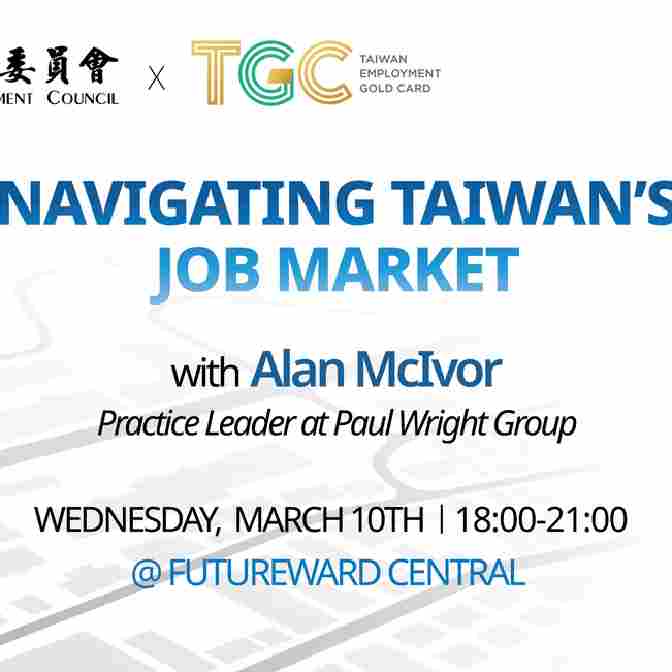 委員會
MENT COUNCIL
X
TGC
TAIWAN
EMPLOYMENT
GOLD CARD
NAVIGATING TAIWAN'S
JOB MARKET
with Alan McIvor
Practice Leader at Paul Wright Group
WEDNESDAY, MARCH 10TH | 18:00-21:00
@ FUTUREWARD CENTRAL